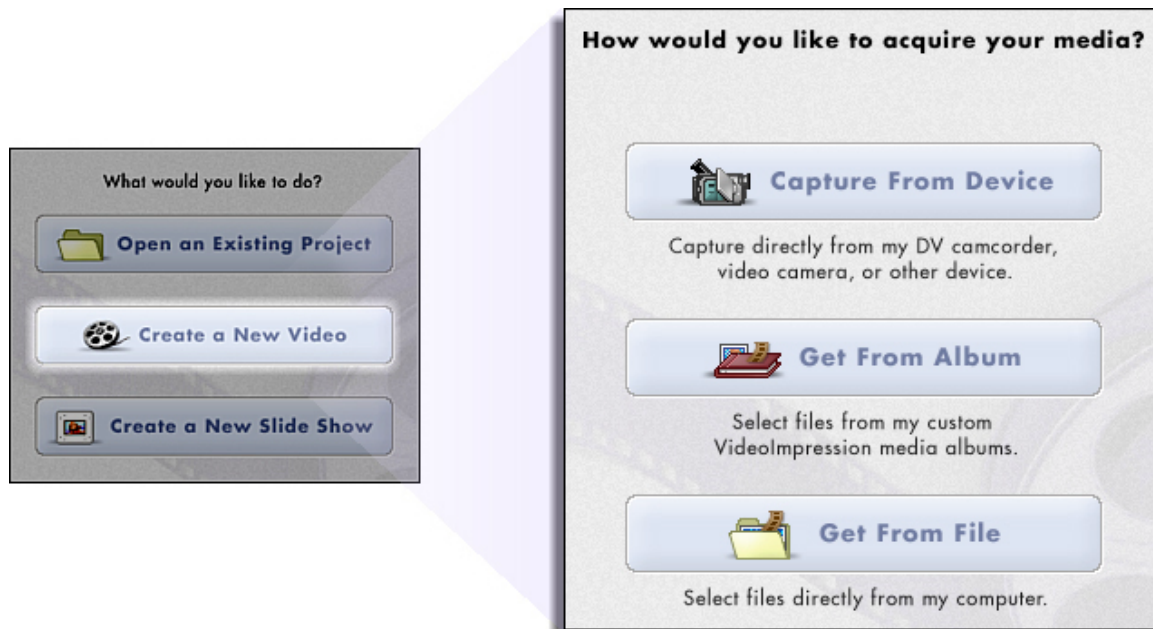 What would you like to do?
Open an Existing Project
Create a New Video
Create a New Slide Show
How would you like to acquire your media?
Capture From Device
Capture directly from my DV camcorder,
video camera, or other device.
Get From Album
Select files from my custom
VideoImpression media albums.
Get From File
Select files directly from my computer.